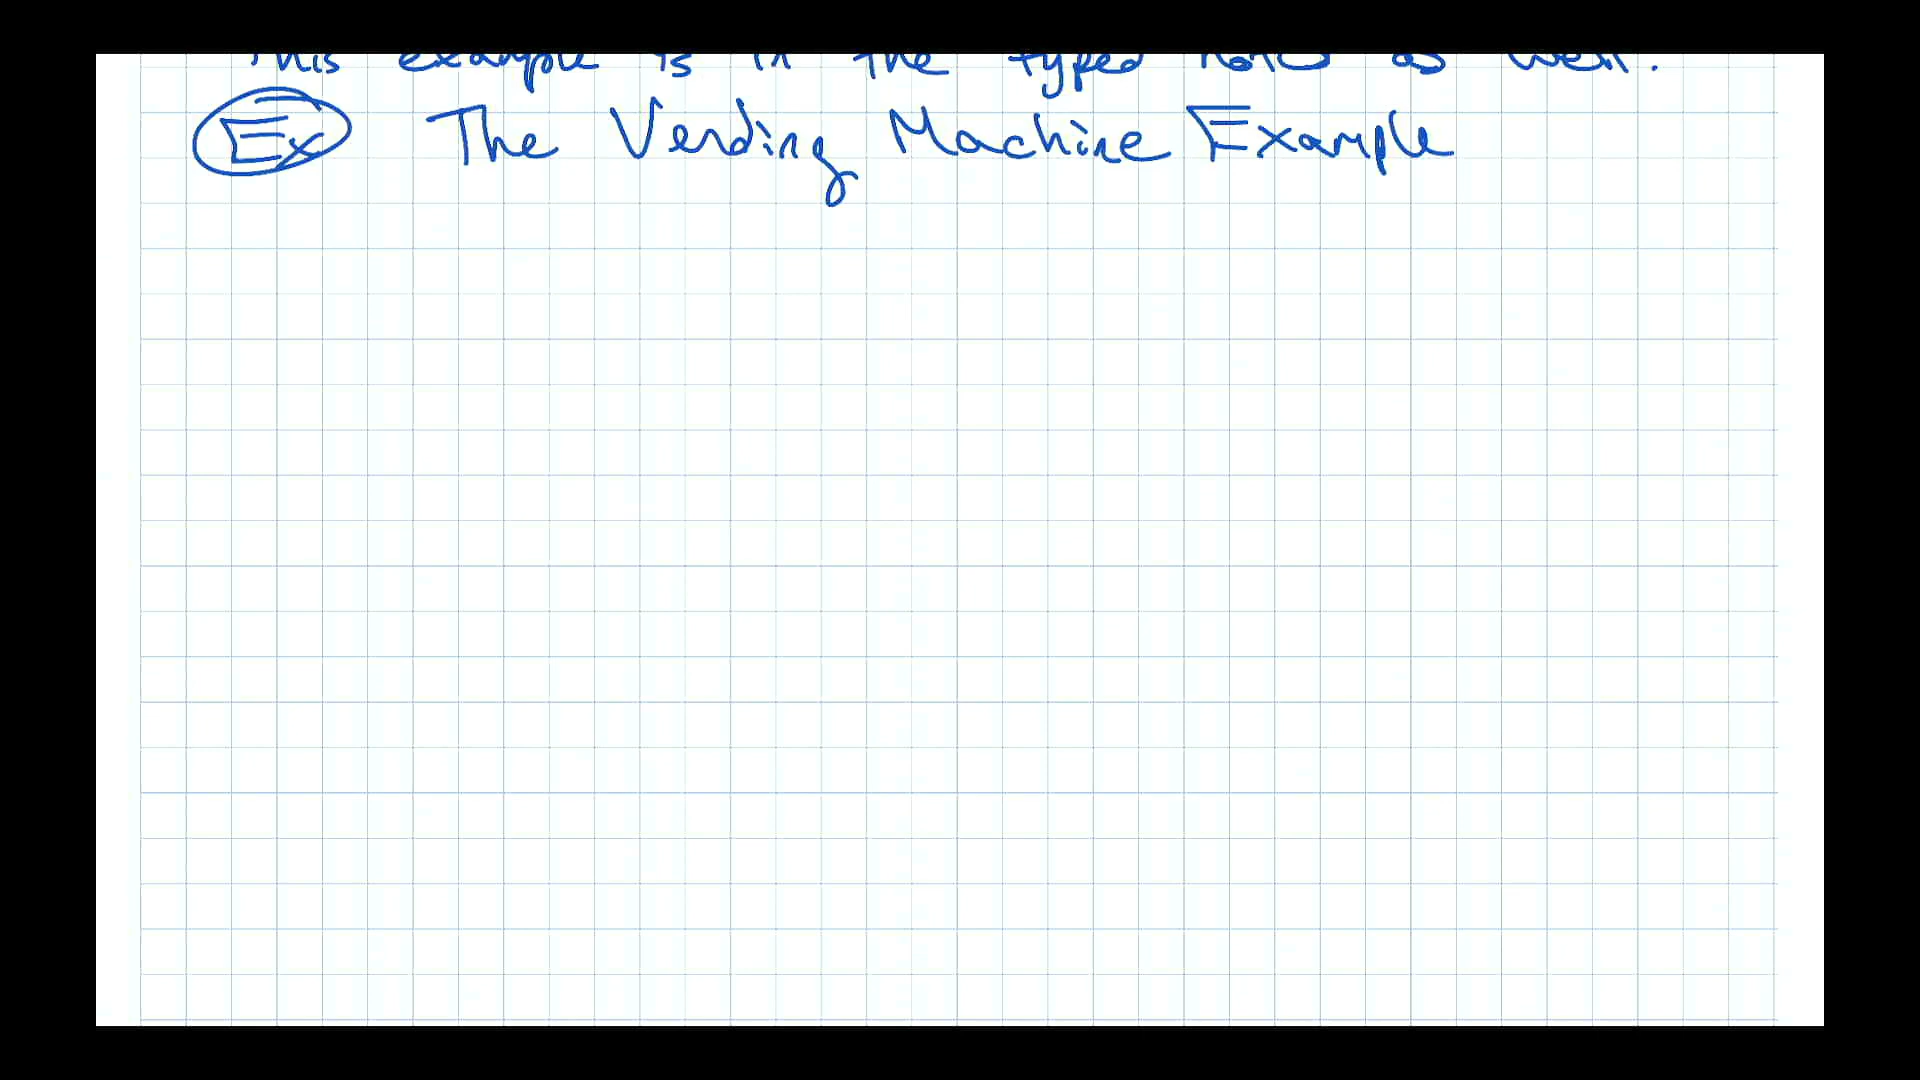 This example is in the typed notes as well.
Ex The Vending Machine Example